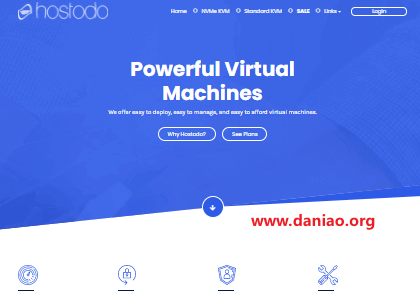 hostodo
Home NVMe KVM Standard KVM SALE Links Login
Powerful Virtual
Machines
We offer easy to deploy, easy to manage, and easy to afford virtual machines.
Why Hostodo? See Plans
www.daniao.org